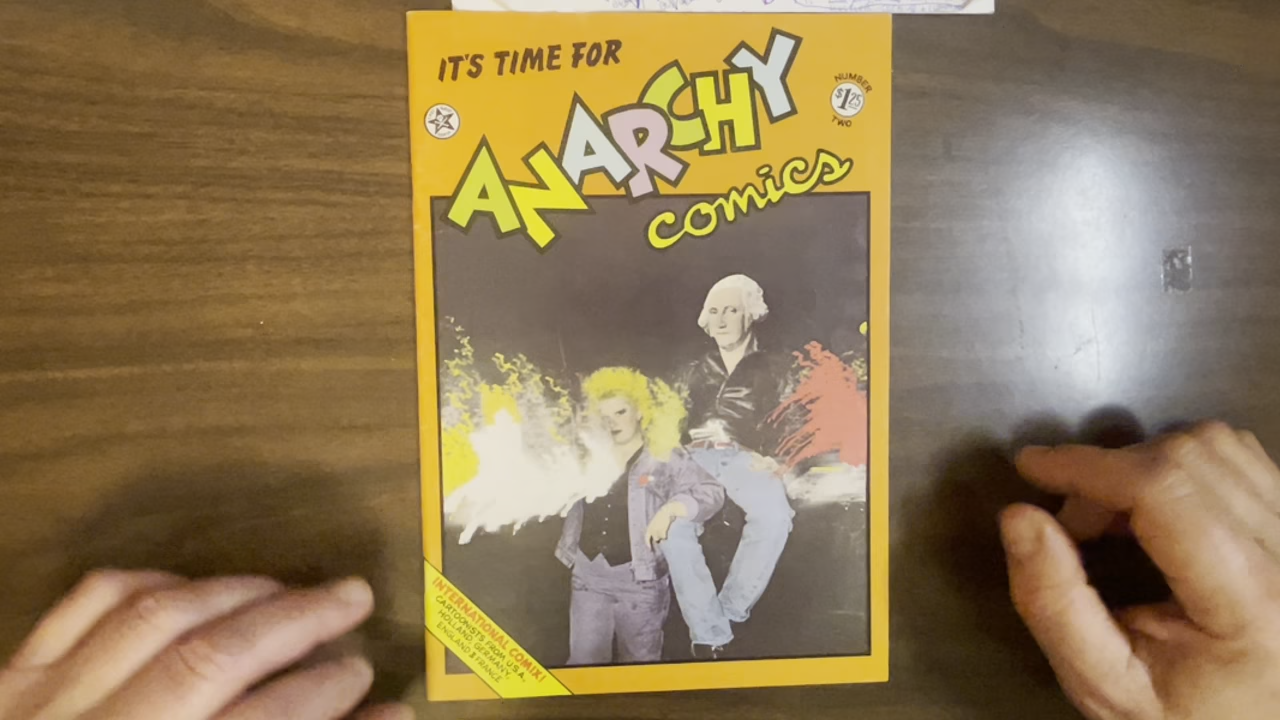 IT'S TIME FOR
ANARCHY
comics
NUMBER
$1.25
TWO
INTERNATIONAL COMIX!
CARTOONISTS FROM U.S.A.
HOLLAND, GERMANY,
ENGLAND & FRANCE